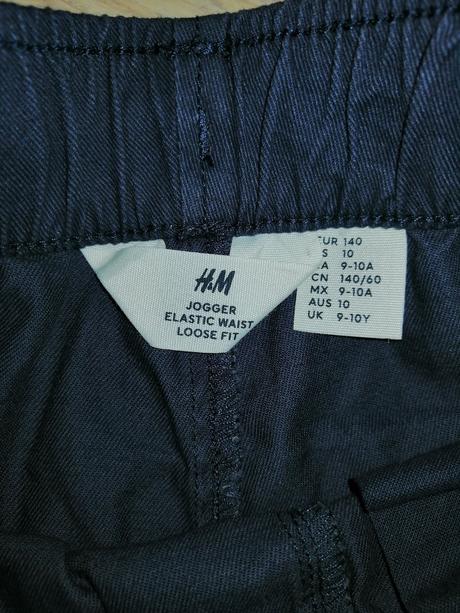 H&M
JOGGER
ELASTIC WAIST
LOOSE FIT
EUR 140
10
9-10A
CN 140/60
MX 9-10A
AUS 10
UK 9-10Y